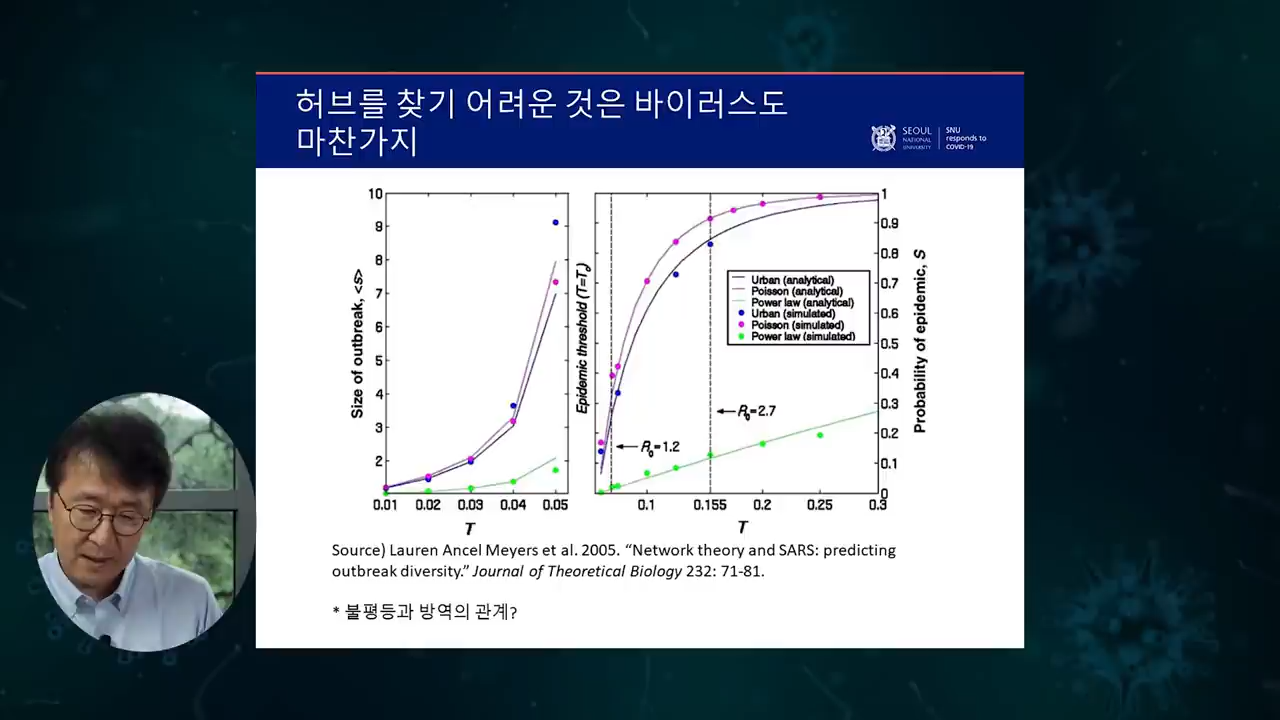 허브를 찾기 어려운 것은 바이러스도
마찬가지
SEOUL
NATIONAL
UNIVERSITY
SNU
responds to
COVID-19
Size of outbreak, <s>
10
9
8
7
6
5
4
3
2
0.01 0.02 0.03 0.04 0.05
T
Epidemic threshold (T=Tc)
R0=1.2
R0=2.7
Urban (analytical)
Poisson (analytical)
Power law (analytical)
Urban (simulated)
Poisson (simulated)
Power law (simulated)
1
0.9
0.8
0.7
0.6
0.5
0.4
0.3
0.2
0.1
0
Probability of epidemic, S
0.1 0.155 0.2 0.25 0.3
T
Source) Lauren Ancel Meyers et al. 2005. “Network theory and SARS: predicting
outbreak diversity.” Journal of Theoretical Biology 232: 71-81.
* 불평등과 방역의 관계?